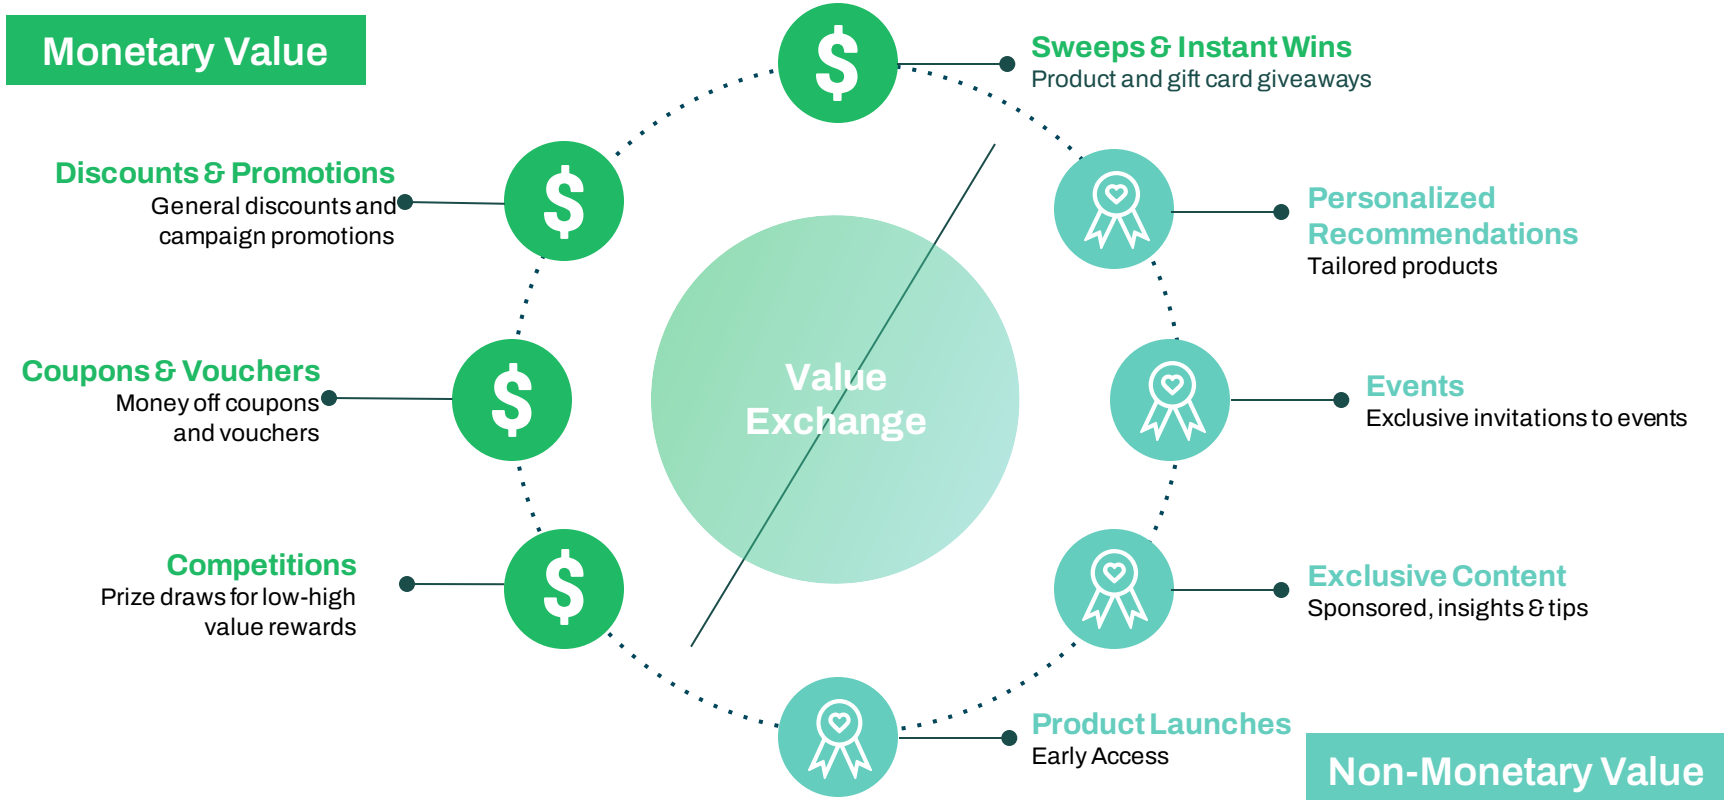 Monetary Value
Sweeps & Instant Wins
Product and gift card giveaways
Discounts & Promotions
General discounts and
campaign promotions
Personalized
Recommendations
Tailored products
Coupons & Vouchers
Money off coupons
and vouchers
Value
Exchange
Events
Exclusive invitations to events
Competitions
Prize draws for low-high
value rewards
Exclusive Content
Sponsored, insights & tips
Product Launches
Early Access
Non-Monetary Value